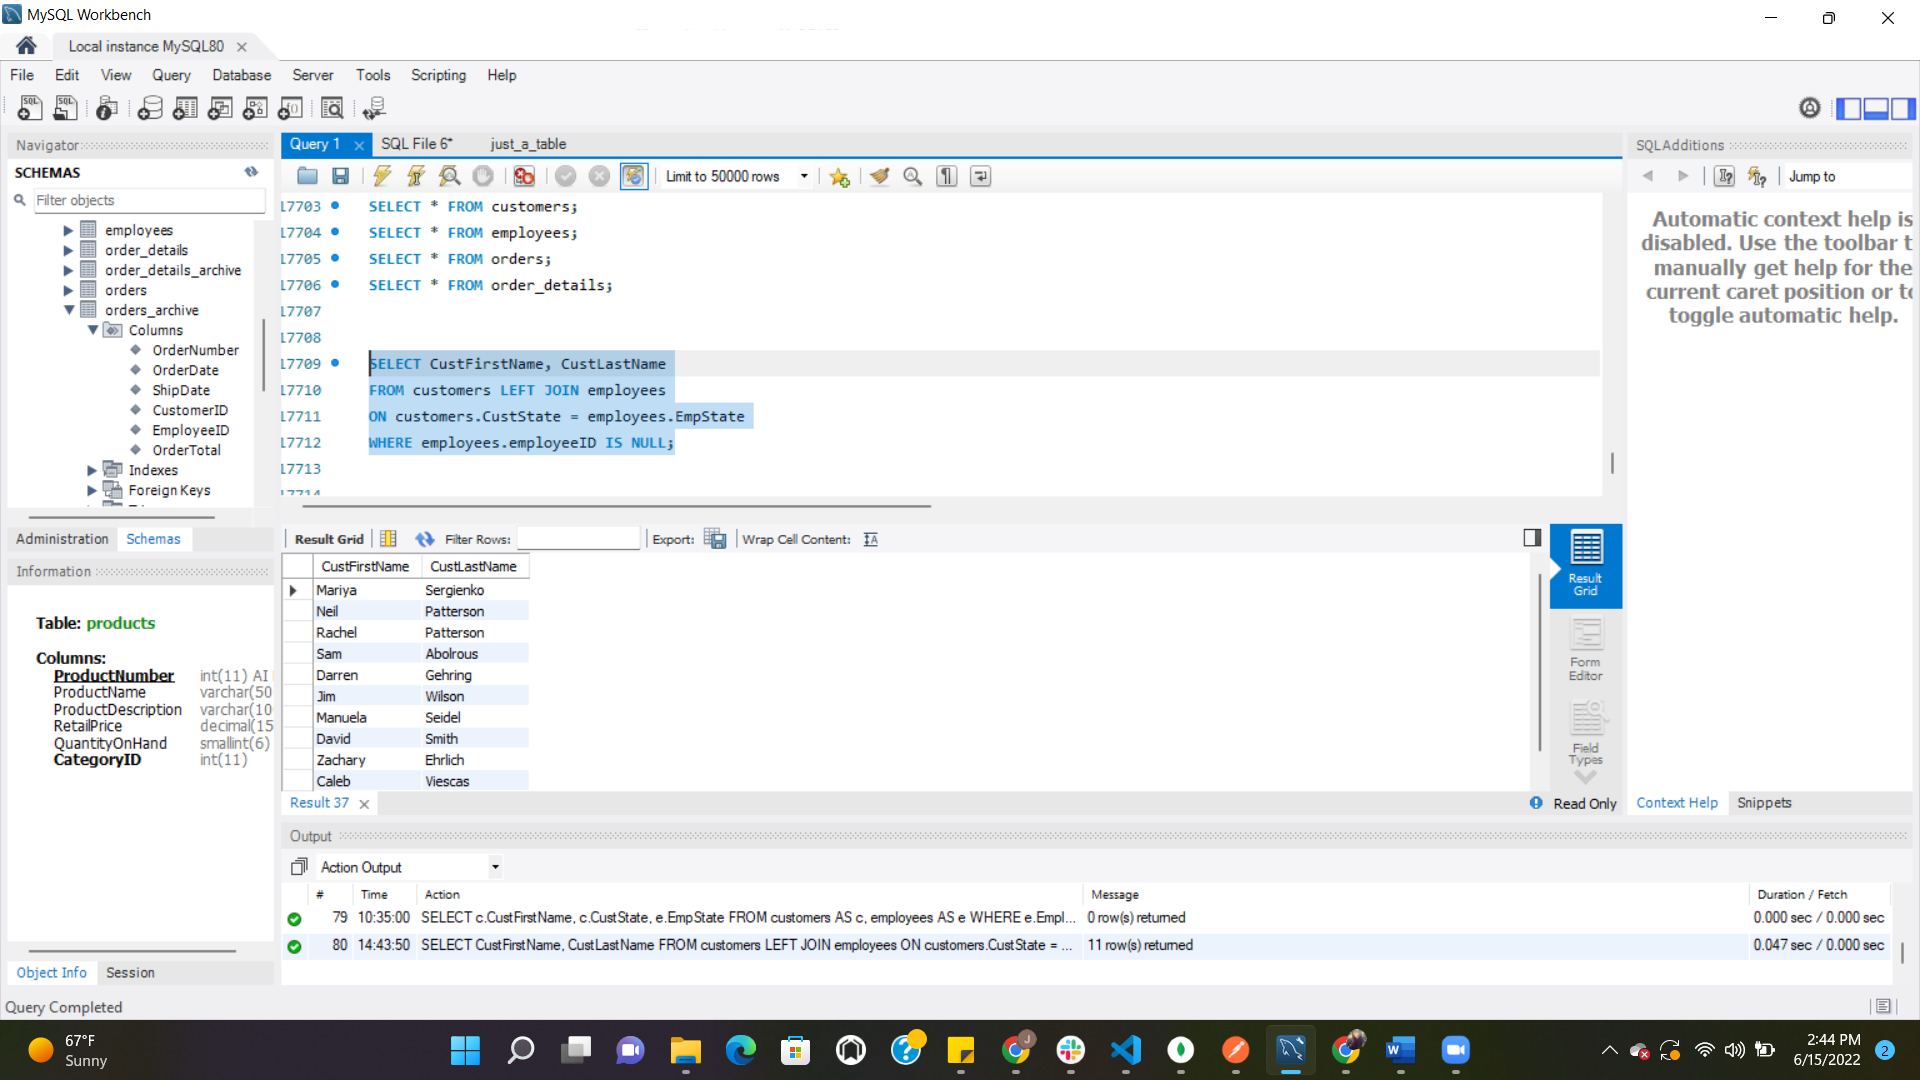 MySQL Workbench
Local instance MySQL80
File Edit View Query Database Server Tools Scripting Help
Navigator
SCHEMAS
Filter objects
employees
order_details
order_details_archive
orders
orders_archive
Columns
OrderNumber
OrderDate
ShipDate
CustomerID
EmployeeID
OrderTotal
Indexes
Foreign Keys
Administration Schemas
Information
Table: products
Columns:
ProductNumber int(11) AI
ProductName varchar(50
ProductDescription varchar(10
RetailPrice decimal(15
QuantityOnHand smallint(6)
CategoryID int(11)
Object Info Session
Query Completed
Query 1 SQL File 6* just_a_table
Limit to 50000 rows
17703 SELECT * FROM customers;
17704 SELECT * FROM employees;
17705 SELECT * FROM orders;
17706 SELECT * FROM order_details;
17707
17708
17709 SELECT CustFirstName, CustLastName
17710 FROM customers LEFT JOIN employees
17711 ON customers.CustState = employees.EmpState
17712 WHERE employees.employeeID IS NULL;
17713
17714
Result Grid Filter Rows: Export: Wrap Cell Content:
CustFirstName CustLastName
Mariya Sergienko
Neil Patterson
Rachel Patterson
Sam Abolrous
Darren Gehring
Jim Wilson
Manuela Seidel
David Smith
Zachary Ehrlich
Caleb Viescas
Result Grid
Form Editor
Field Types
Result 37
Read Only
Output
Action Output
# Time Action Message Duration / Fetch
79 10:35:00 SELECT c.CustFirstName, c.CustState, e.EmpState FROM customers AS c, employees AS e WHERE e.Empl... 0 row(s) returned 0.000 sec / 0.000 sec
80 14:43:50 SELECT CustFirstName, CustLastName FROM customers LEFT JOIN employees ON customers.CustState = ... 11 row(s) returned 0.047 sec / 0.000 sec
SQLAdditions
Jump to
Automatic context help is
disabled. Use the toolbar t
manually get help for the
current caret position or to
toggle automatic help.
Context Help Snippets
67°F
Sunny
2:44 PM
6/15/2022
2